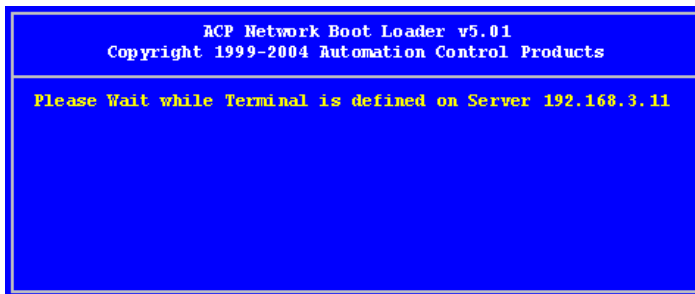 ACP Network Boot Loader v5.01
Copyright 1999-2004 Automation Control Products
Please Wait while Terminal is defined on Server 192.168.3.11